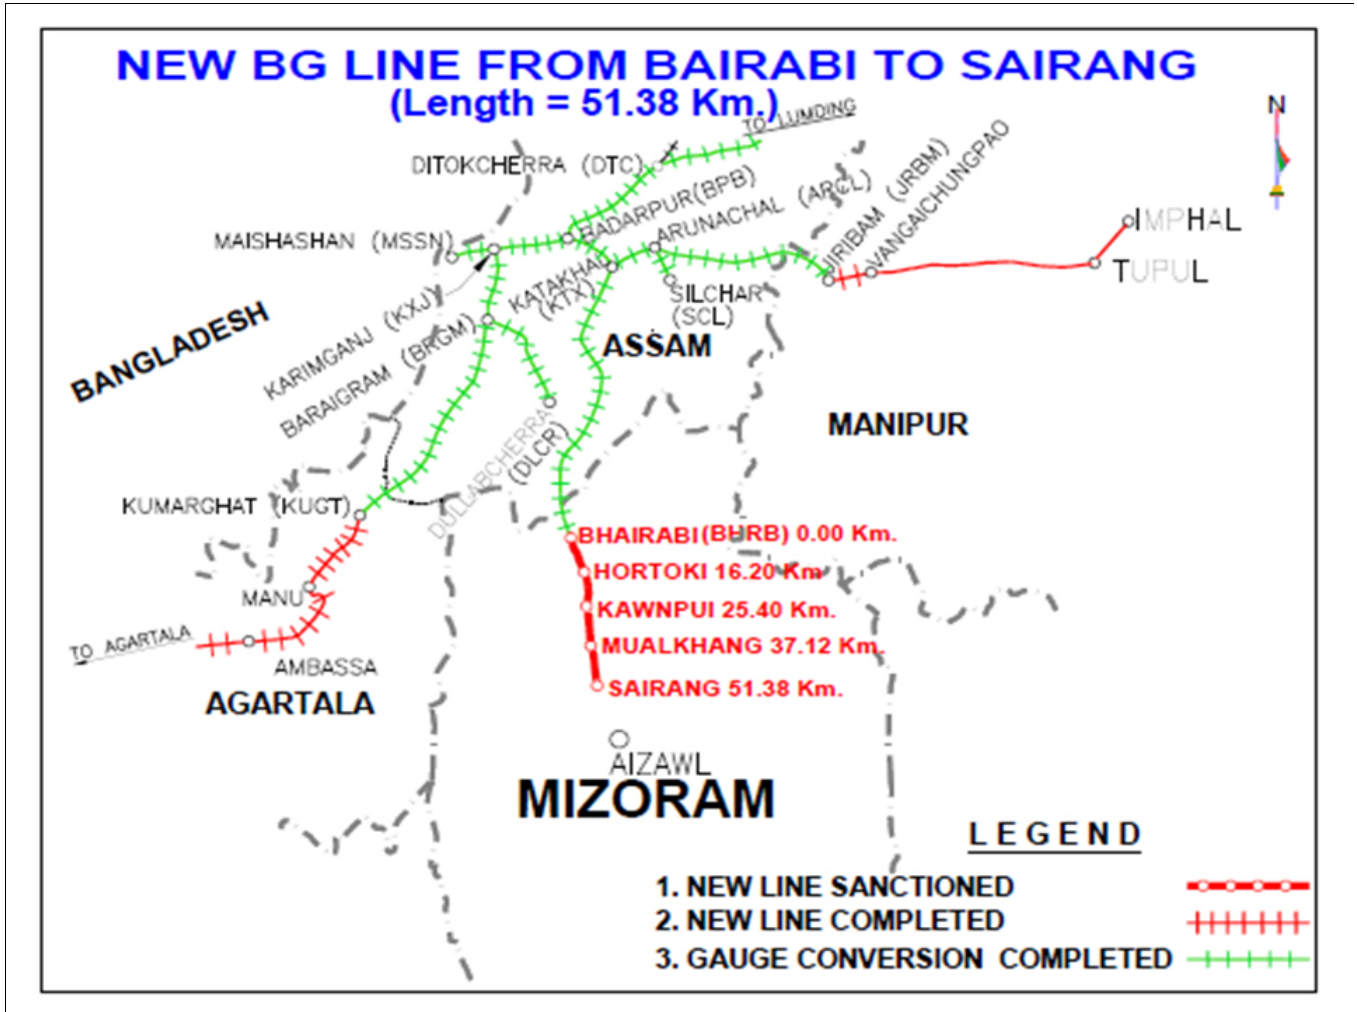 NEW BG LINE FROM BAIRABI TO SAIRANG
(Length = 51.38 Km.)
N
TO LUMDING
DITOKCHERRA (DTC)
BADARPUR(BPB)
ARUNACHAL (ARCL)
JIRIBAM (JRBM)
VANGAICHUNGPAO
IMPHAL
TUPUL
MAISHASHAN (MSSN)
KATAKHAL
(KTX)
SILCHAR
(SCL)
KARIMGANJ (KXJ)
BARAIGRAM (BRGM)
BANGLADESH
ASSAM
MANIPUR
DULLABCHERRA
(DLCR)
KUMARGHAT (KUGT)
BHAIRABI(BHRB) 0.00 Km.
HORTOKI 16.20 Km
KAWNPUI 25.40 Km.
MANU
MUALKHANG 37.12 Km.
TO AGARTALA
AMBASSA
SAIRANG 51.38 Km.
AGARTALA
AIZAWL
MIZORAM
LEGEND
1. NEW LINE SANCTIONED
2. NEW LINE COMPLETED
3. GAUGE CONVERSION COMPLETED